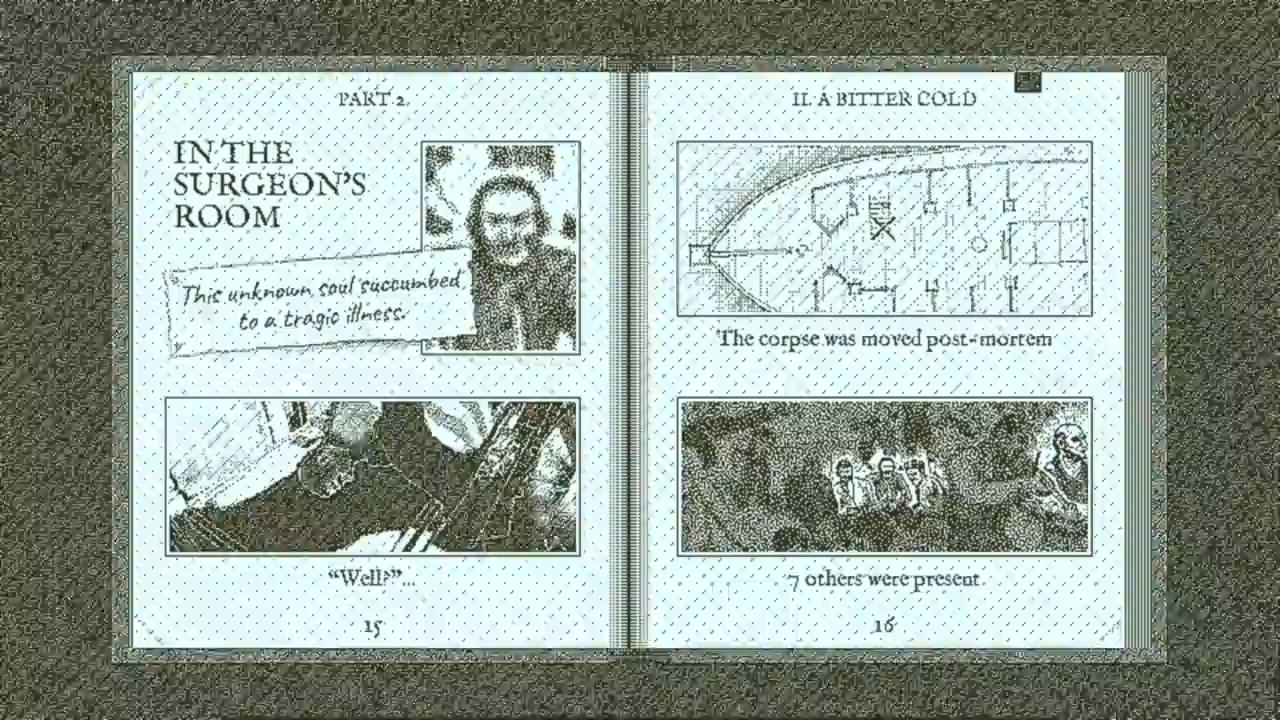 PART 2
IN THE
SURGEON'S
ROOM
This unknown soul succumbed
to a tragic illness.
"Well?"...
15
II. A BITTER COLD
The corpse was moved post-mortem
7 others were present
16